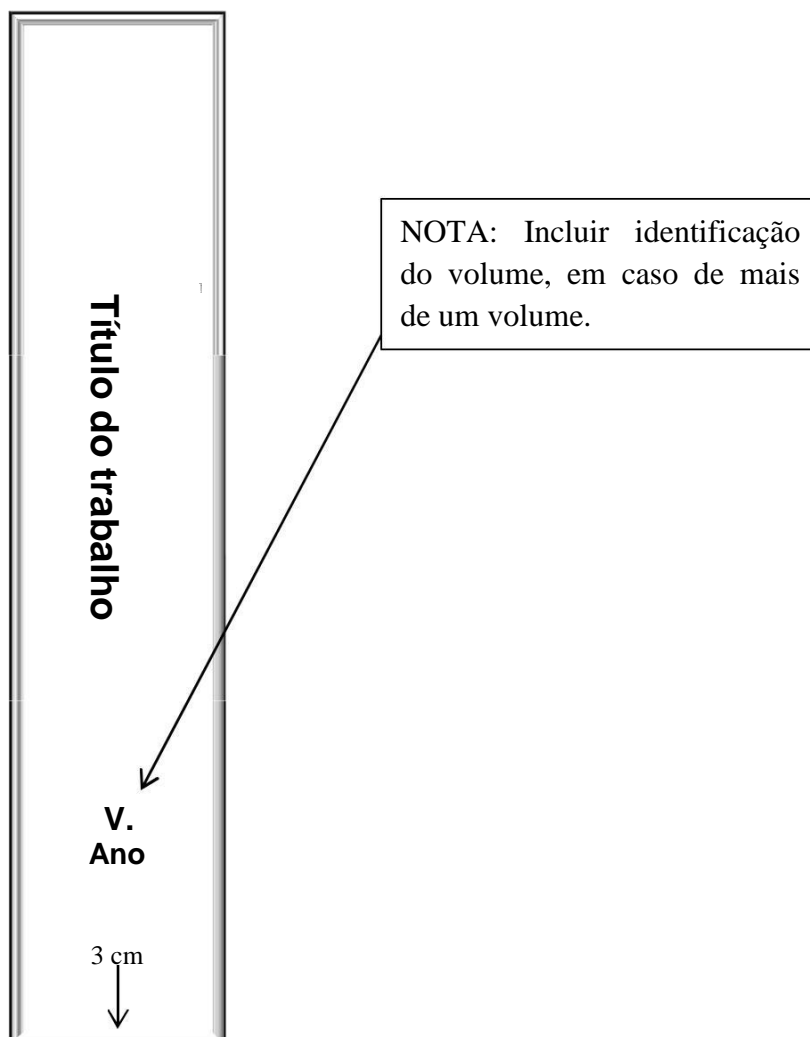 NOTA: Incluir identificação
do volume, em caso de mais
de um volume.
Título do trabalho
V.
Ano
3 cm